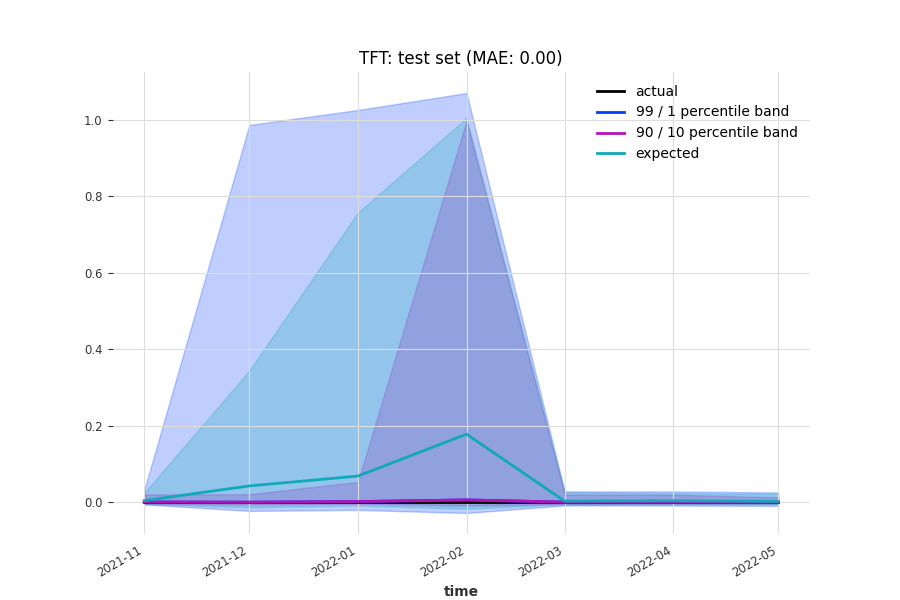 TFT: test set (MAE: 0.00)
actual
99 / 1 percentile band
90 / 10 percentile band
expected
1.0
0.8
0.6
0.4
0.2
0.0
2021-11
2021-12
2022-01
2022-02
2022-03
2022-04
2022-05
time